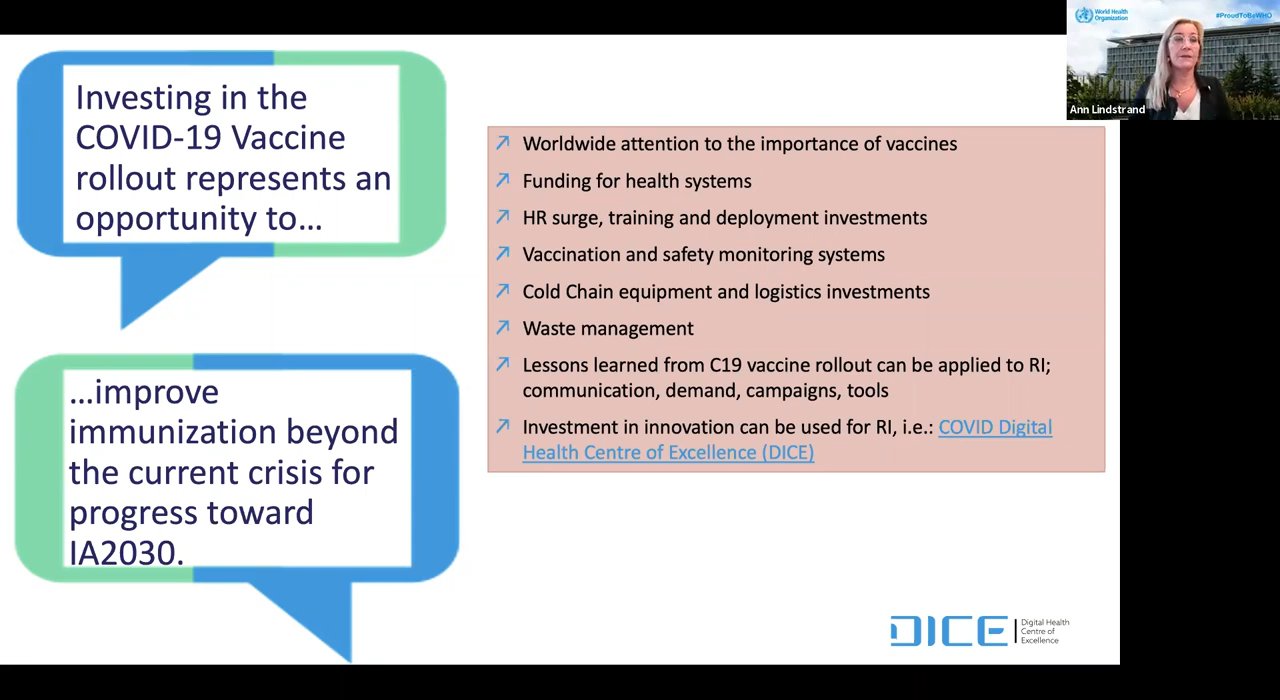 World Health
Organization
#ProudToBeWHO
Ann Lindstrand
Investing in the
COVID-19 Vaccine
rollout represents an
opportunity to...
...improve
immunization beyond
the current crisis for
progress toward
IA2030.
Worldwide attention to the importance of vaccines
Funding for health systems
HR surge, training and deployment investments
Vaccination and safety monitoring systems
Cold Chain equipment and logistics investments
Waste management
Lessons learned from C19 vaccine rollout can be applied to RI;
communication, demand, campaigns, tools
Investment in innovation can be used for RI, i.e.: COVID Digital
Health Centre of Excellence (DICE)
DICE
Digital Health
Centre of
Excellence